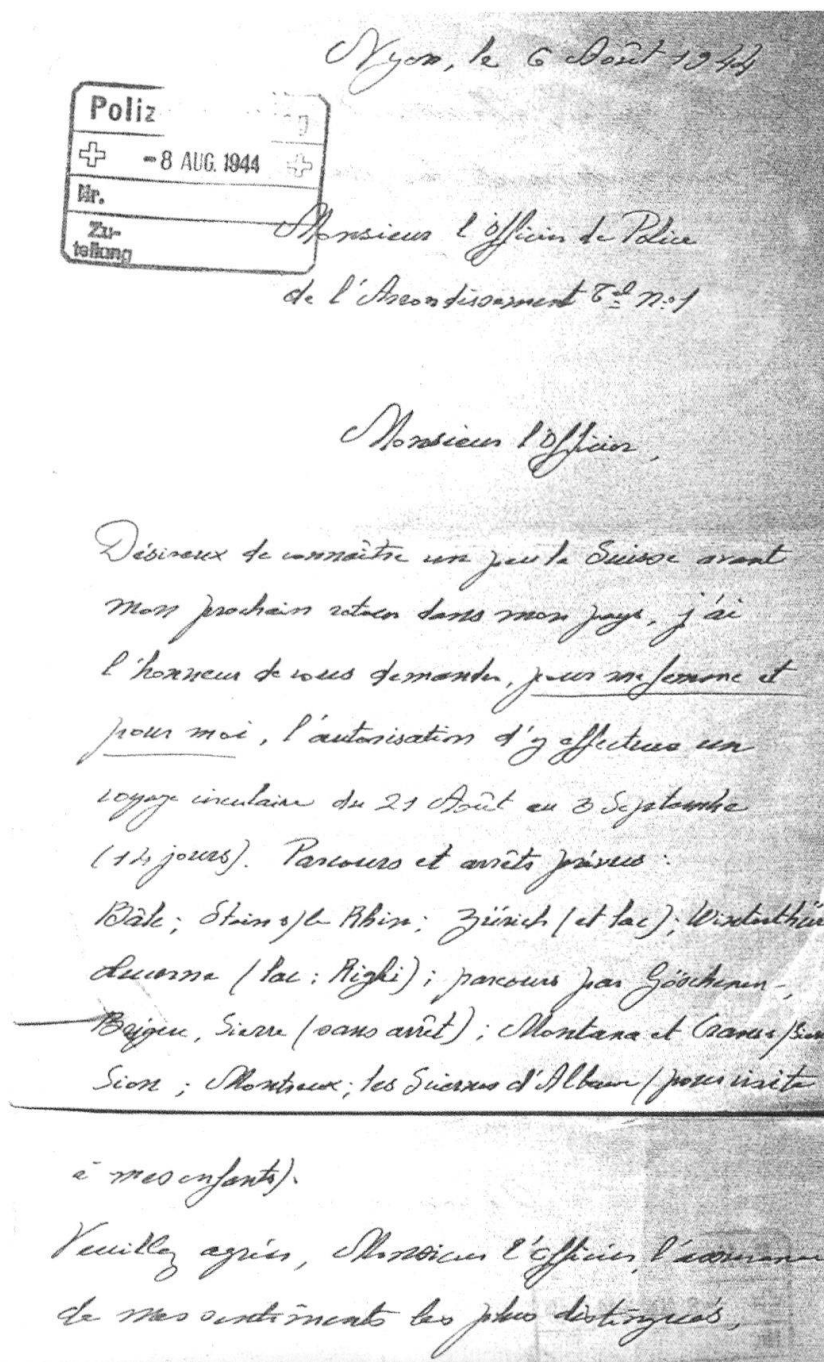 Nyon, le 6 Août 1944
Poliz
- 8 AUG. 1944
Nr.
Zu-
teilung
Monsieur l'Officier de Police
de l'Arrondissement Tal No: 1
Monsieur l'Officier,
Désireux de connaître un peu la Suisse avant
mon prochain retour dans mon pays, j'ai
l'honneur de vous demander, pour ma femme et
pour moi, l'autorisation d'y effectuer un
voyage circulaire du 21 Août au 3 Septembre
(14 jours). Parcours et arrêts prévus :
Bâle; Stein s/le Rhin; Zürich (et lac); Winterthür
Lucerne (lac : Righi); parcours par Göschenen-,
Brigue, Sierre (sans arrêt); Montana et Crans s/
Sion ; Montreux; les Sciernes d'Albeuve (pour visite
à mes enfants).
Veuillez agréer, Monsieur l'Officier, l'assurance
de mes sentiments les plus distingués,